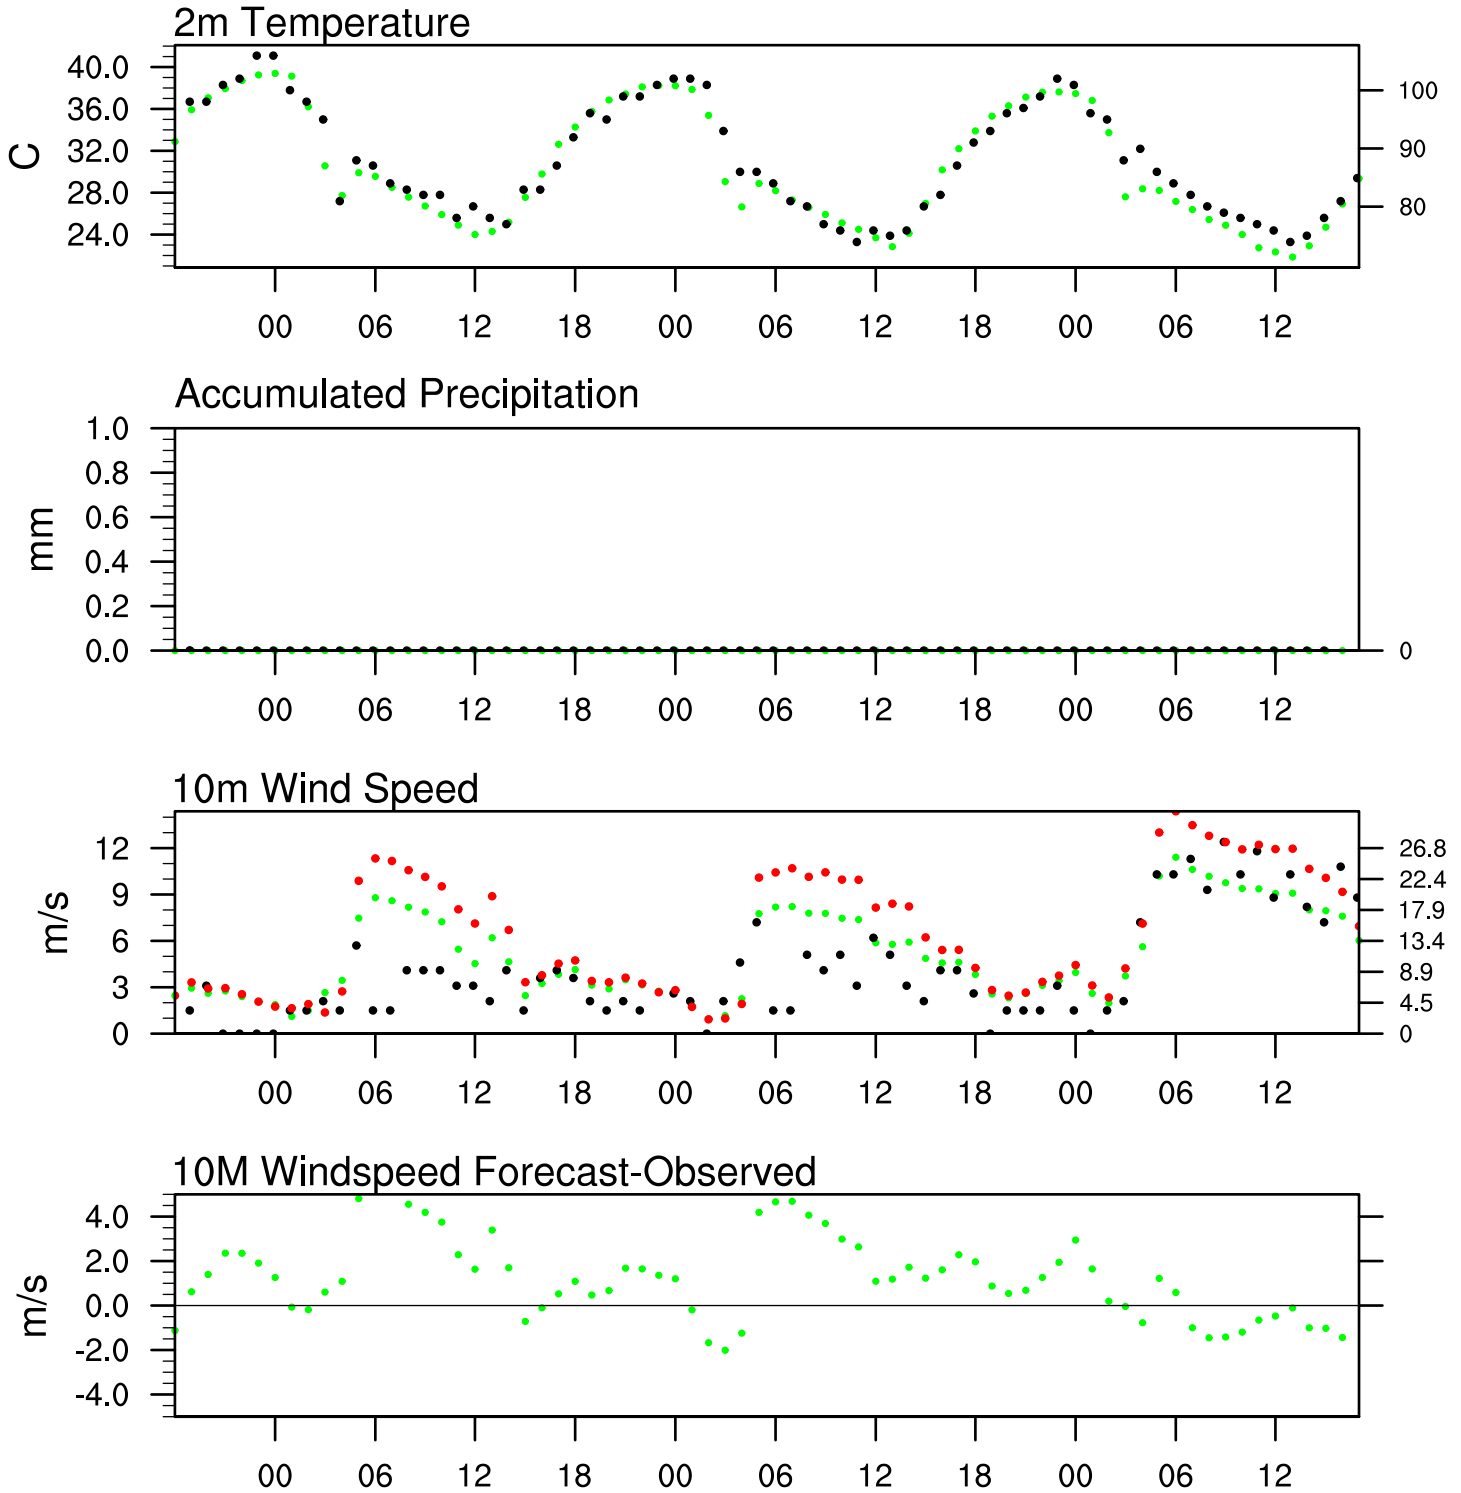 2m Temperature
40.0
36.0
32.0
28.0
24.0
C
100
90
80
00 06 12 18 00 06 12 18 00 06 12
Accumulated Precipitation
1.0
0.8
0.6
0.4
0.2
0.0
mm
0
00 06 12 18 00 06 12 18 00 06 12
10m Wind Speed
12
9
6
3
0
m/s
26.8
22.4
17.9
13.4
8.9
4.5
0
00 06 12 18 00 06 12 18 00 06 12
10M Windspeed Forecast-Observed
4.0
2.0
0.0
-2.0
-4.0
m/s
00 06 12 18 00 06 12 18 00 06 12